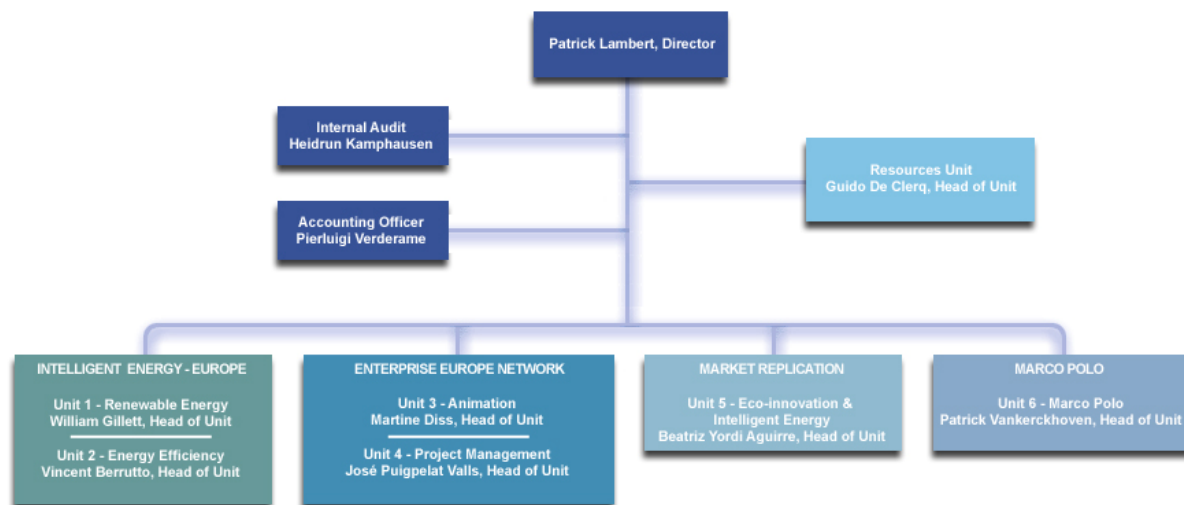 Patrick Lambert, Director
Internal Audit
Heidrun Kamphausen
Resources Unit
Guido De Clerq, Head of Unit
Accounting Officer
Pierluigi Verderame
INTELLIGENT ENERGY - EUROPE
Unit 1 - Renewable Energy
William Gillett, Head of Unit
Unit 2 - Energy Efficiency
Vincent Berrutto, Head of Unit
ENTERPRISE EUROPE NETWORK
Unit 3 - Animation
Martine Diss, Head of Unit
Unit 4 - Project Management
José Puigpelat Valls, Head of Unit
MARKET REPLICATION
Unit 5 - Eco-innovation &
Intelligent Energy
Beatriz Yordi Aguirre, Head of Unit
MARCO POLO
Unit 6 - Marco Polo
Patrick Vankerckhoven, Head of Unit